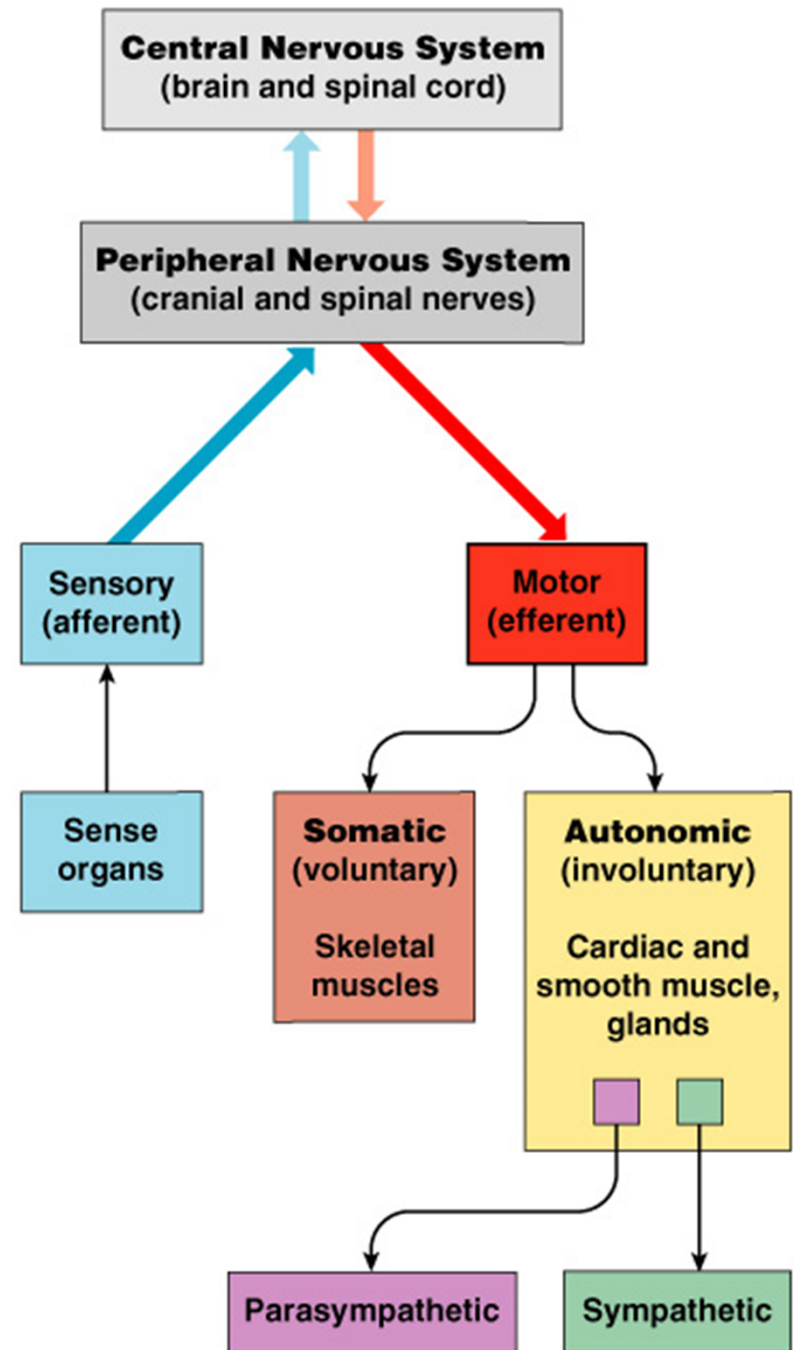 Central Nervous System
(brain and spinal cord)
Peripheral Nervous System
(cranial and spinal nerves)
Sensory
(afferent)
Motor
(efferent)
Sense
organs
Somatic
(voluntary)
Skeletal
muscles
Autonomic
(involuntary)
Cardiac and
smooth muscle,
glands
Parasympathetic
Sympathetic